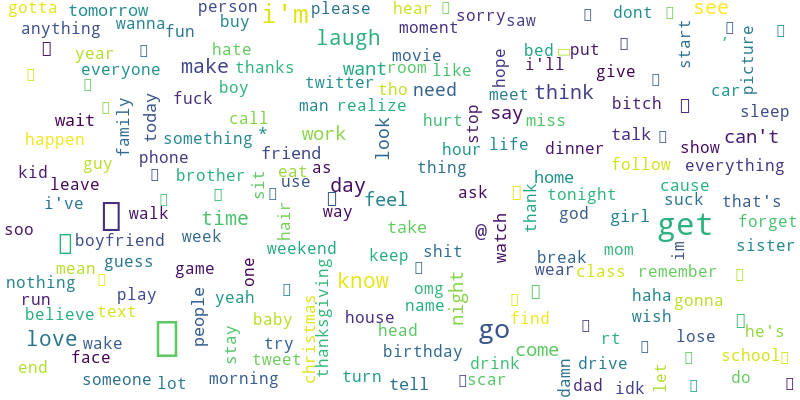 gotta tomorrow person i'm please hear sorry saw dont see
anything wanna fun buy laugh moment start picture ,
year hate movie hope bed put
everyone make thanks want room like i'll give
boy twitter need meet think car
fuck tho bitch sleep
family today man realize stop say
wait call hurt miss talk can't
happen something * work look life dinner show
guy phone friend hour follow everything
kid brother sit eat as thing home cause
leave use day ask thank tonight suck that's
i've hair way feel god girl forget
soo walk time take @ watch get
boyfriend week weekend keep shit mom im sister
guess thanksgiving break
mean game one know wear class remember
nothing people christmas omg night
run play yeah name haha gonna
believe text baby house find wish
love stay try head go rt lose he's
wake tweet birthday come school
face drink damn drive let
end someone lot morning turn tell scar dad idk do